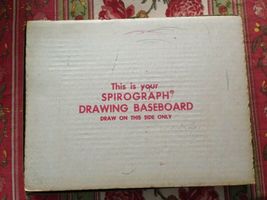 This is your
SPIROGRAPH®
DRAWING BASEBOARD
DRAW ON THIS SIDE ONLY